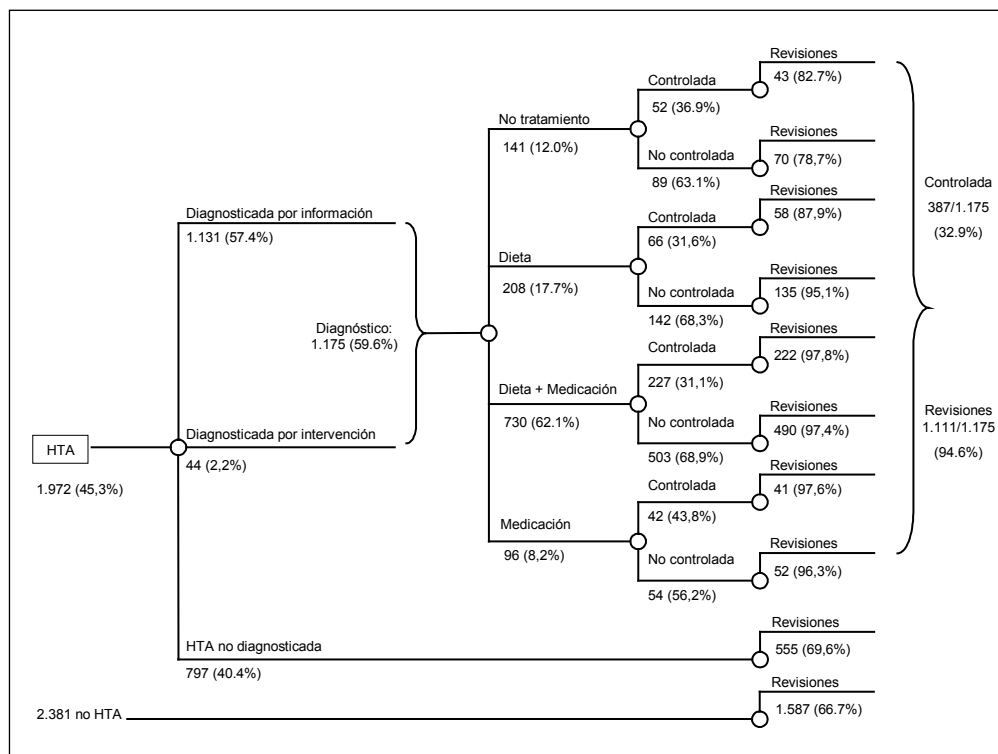 HTA
1.972 (45,3%)
Diagnosticada por información
1.131 (57.4%)
Diagnosticada por intervención
44 (2,2%)
HTA no diagnosticada
797 (40.4%)
2.381 no HTA
Diagnóstico:
1.175 (59.6%)
No tratamiento
141 (12.0%)
Dieta
208 (17.7%)
Dieta + Medicación
730 (62.1%)
Medicación
96 (8,2%)
Controlada
52 (36.9%)
No controlada
89 (63.1%)
Controlada
66 (31,6%)
No controlada
142 (68,3%)
Controlada
227 (31,1%)
No controlada
503 (68,9%)
Controlada
42 (43,8%)
No controlada
54 (56,2%)
Revisiones
43 (82.7%)
Revisiones
70 (78,7%)
Revisiones
58 (87,9%)
Revisiones
135 (95,1%)
Revisiones
222 (97,8%)
Revisiones
490 (97,4%)
Revisiones
41 (97,6%)
Revisiones
52 (96,3%)
Revisiones
555 (69,6%)
Revisiones
1.587 (66.7%)
Controlada
387/1.175
(32.9%)
Revisiones
1.111/1.175
(94.6%)